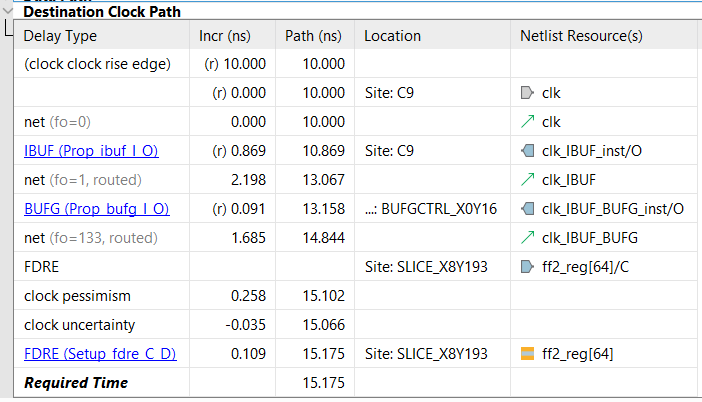 Destination Clock Path
Delay Type Incr (ns) Path (ns) Location Netlist Resource(s)
(clock clock rise edge) (r) 10.000 10.000
(r) 0.000 10.000 Site: C9 clk
net (fo=0) 0.000 10.000 clk
IBUF (Prop_ibuf_I_O) (r) 0.869 10.869 Site: C9 clk_IBUF_inst/O
net (fo=1, routed) 2.198 13.067 clk_IBUF
BUFG (Prop_bufg_I_O) (r) 0.091 13.158 ...: BUFGCTRL_X0Y16 clk_IBUF_BUFG_inst/O
net (fo=133, routed) 1.685 14.844 clk_IBUF_BUFG
FDRE Site: SLICE_X8Y193 ff2_reg[64]/C
clock pessimism 0.258 15.102
clock uncertainty -0.035 15.066
FDRE (Setup_fdre_C_D) 0.109 15.175 Site: SLICE_X8Y193 ff2_reg[64]
Required Time 15.175